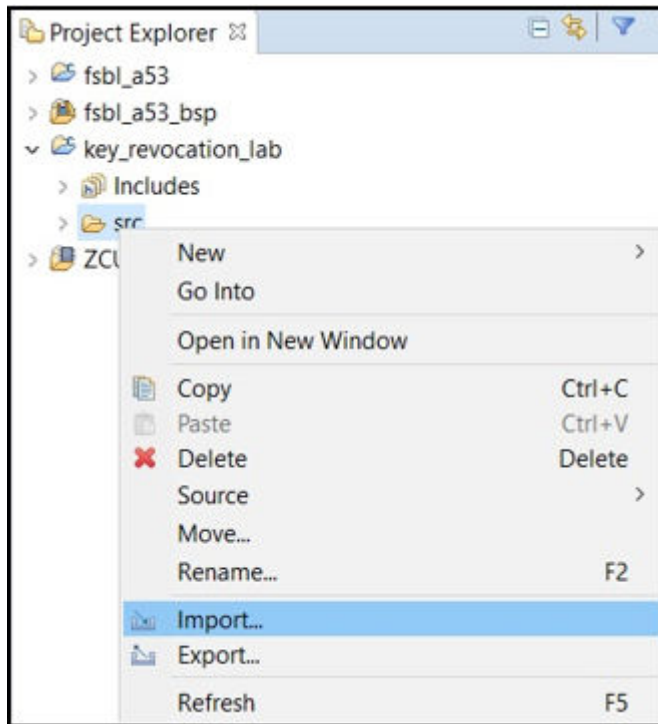 Project Explorer
fsbl_a53
fsbl_a53_bsp
key_revocation_lab
Includes
src
ZCU
New
Go Into
Open in New Window
Copy Ctrl+C
Paste Ctrl+V
Delete Delete
Source
Move...
Rename... F2
Import...
Export...
Refresh F5